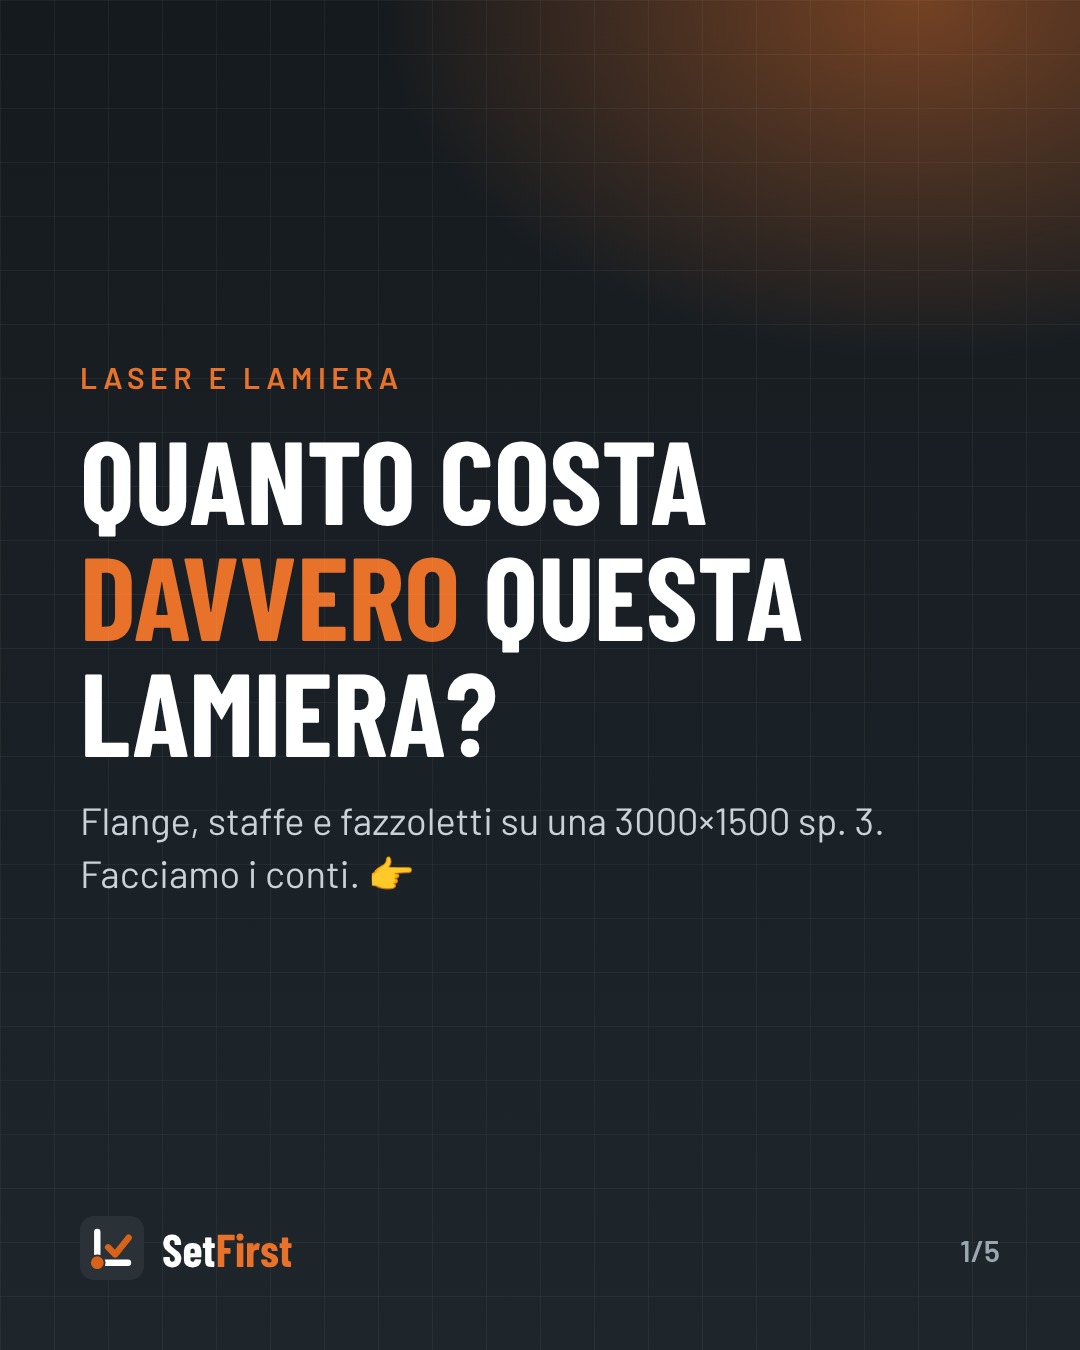 LASER E LAMIERA
QUANTO COSTA
DAVVERO QUESTA
LAMIERA?
Flange, staffe e fazzoletti su una 3000×1500 sp. 3.
Facciamo i conti. 👉
SetFirst
1/5